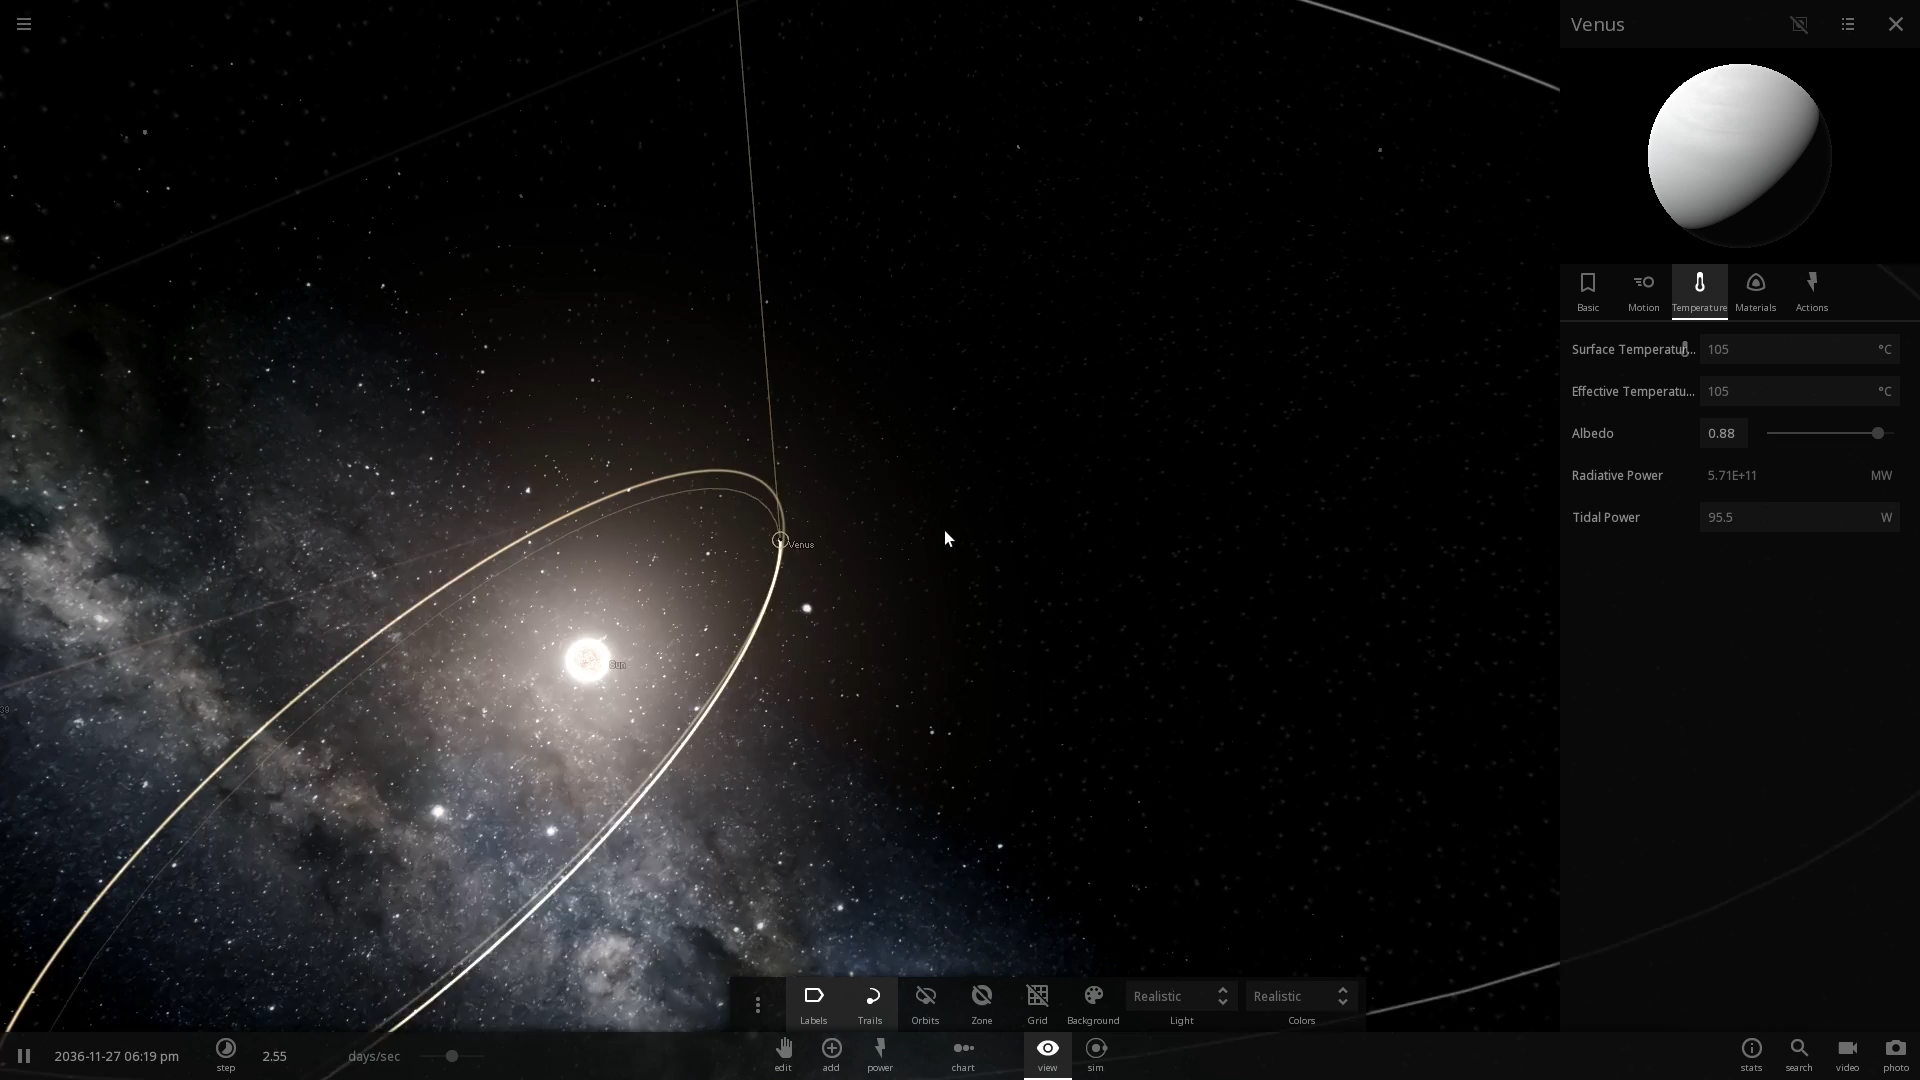 Venus
Basic
Motion
Temperature
Materials
Actions
Surface Temperatur... 105 °C
Effective Temperatu... 105 °C
Albedo 0.88
Radiative Power 5.71E+11 MW
Tidal Power 95.5 W
Venus
Sun
39
Labels
Trails
Orbits
Zone
Grid
Background
Realistic
Light
Realistic
Colors
2036-11-27 06:19 pm
step
2.55 days/sec
edit
add
power
chart
view
sim
stats
search
video
photo